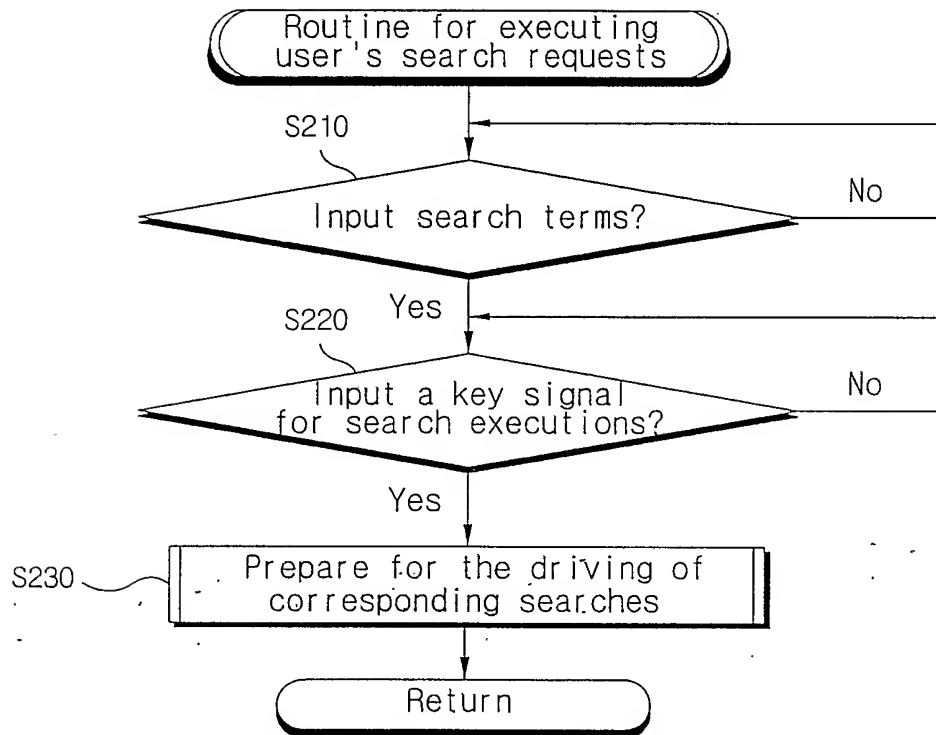 Routine for executing
user's search requests
S210
No
Input search terms?
Yes
S220
No
Input a key signal
for search executions?
Yes
S230
Prepare for the driving of
corresponding searches
Return